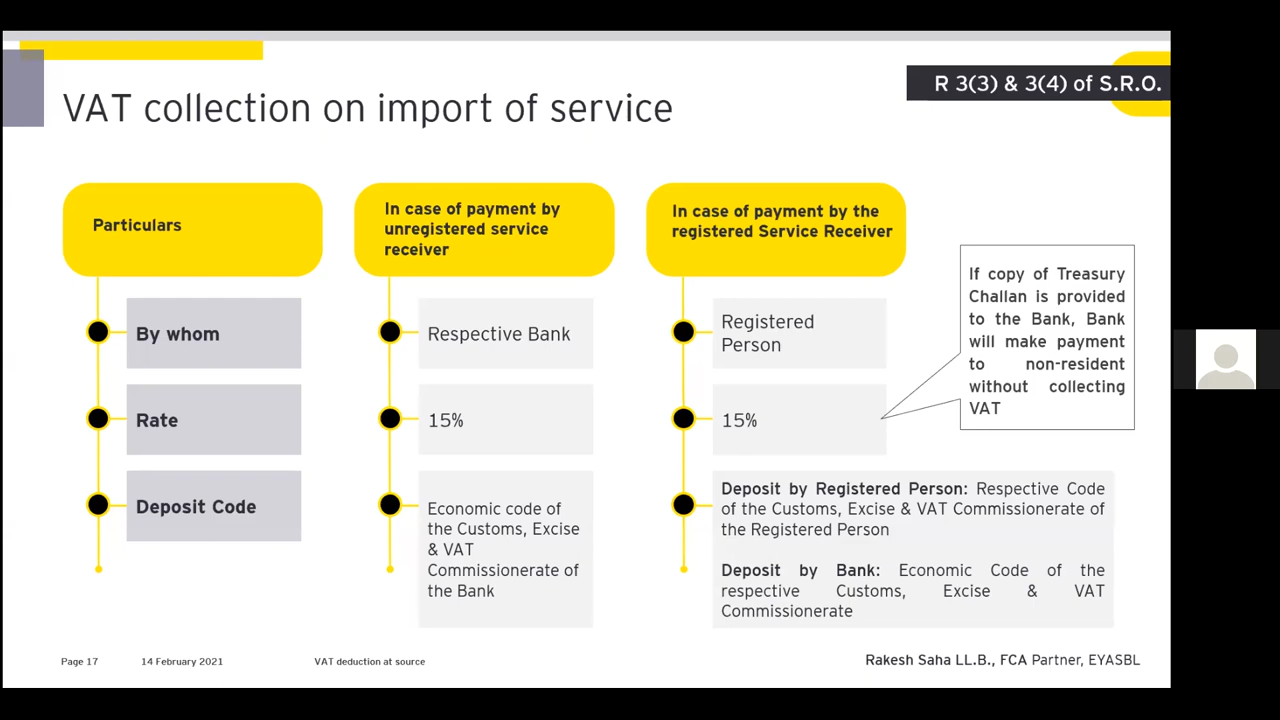 R 3(3) & 3(4) of S.R.O.
VAT collection on import of service
Particulars
By whom
Rate
Deposit Code
In case of payment by
unregistered service
receiver
Respective Bank
15%
Economic code of
the Customs, Excise
& VAT
Commissionerate of
the Bank
In case of payment by the
registered Service Receiver
Registered
Person
15%
If copy of Treasury
Challan is provided
to the Bank, Bank
will make payment
to non-resident
without collecting
VAT
Deposit by Registered Person: Respective Code
of the Customs, Excise & VAT Commissionerate of
the Registered Person
Deposit by Bank: Economic Code of the
respective Customs, Excise & VAT
Commissionerate
Page 17
14 February 2021
VAT deduction at source
Rakesh Saha LL.B., FCA Partner, EYASBL